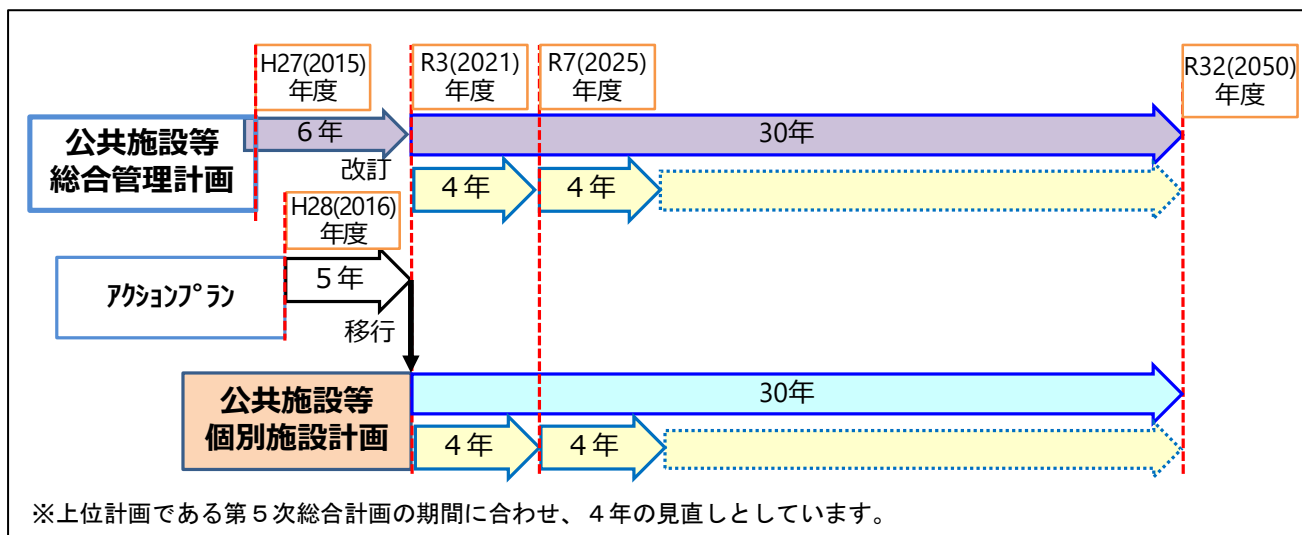 H27(2015)
年度
R3(2021)
年度
R7(2025)
年度
R32(2050)
年度
公共施設等
総合管理計画
６年
改訂
30年
４年
４年
H28(2016)
年度
ｱｸｼｮﾝﾌﾟﾗﾝ
５年
移行
公共施設等
個別施設計画
30年
４年
４年
※上位計画である第５次総合計画の期間に合わせ、４年の見直しとしています。